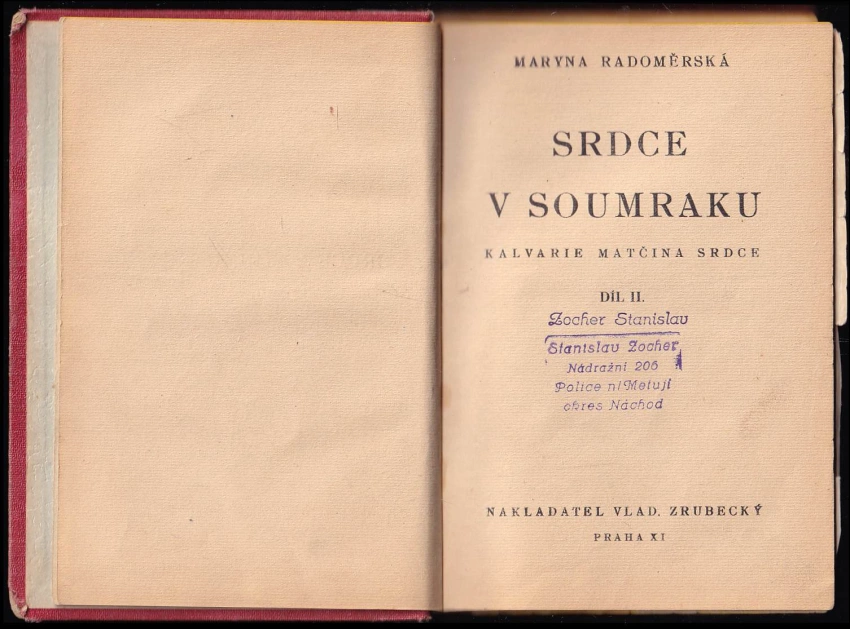 MARYNA RADOMĚRSKÁ
SRDCE
V SOUMRAKU
KALVARIE MATČINA SRDCE
DÍL II.
Zocher Stanislav
Stanislav Zocher
Nádražní 206
Police n/Metují
okres Náchod
NAKLADATEL VLAD. ZRUBECKÝ
PRAHA XI